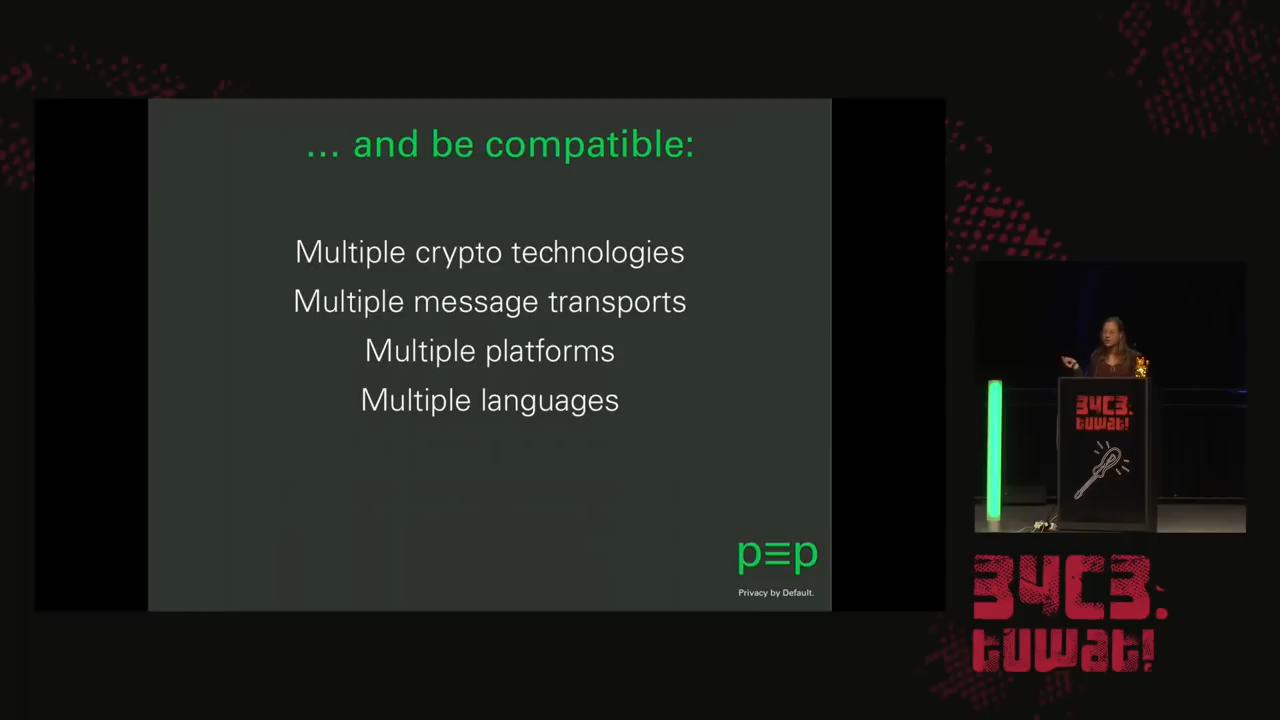 … and be compatible:
Multiple crypto technologies
Multiple message transports
Multiple platforms
Multiple languages
p≡p
Privacy by Default.
34C3.
tuwat!
34C3.
tuwat!